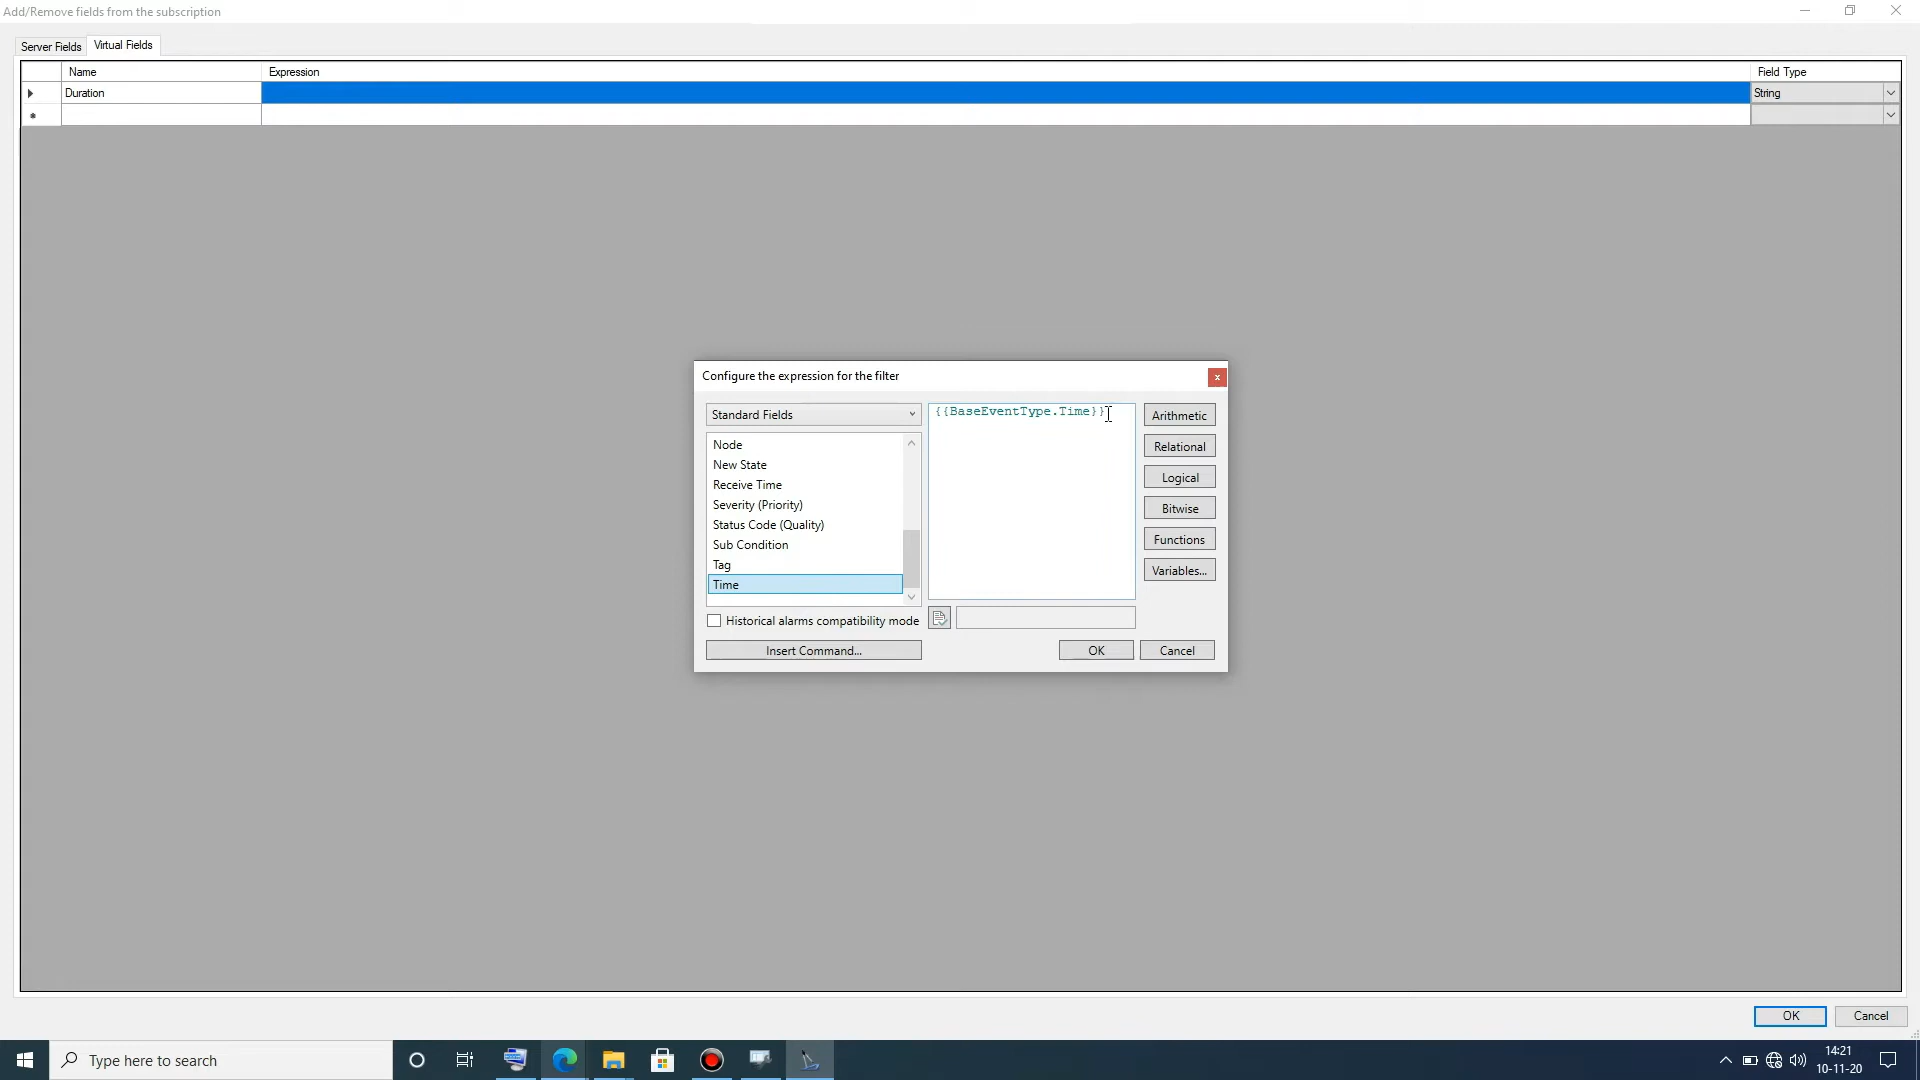 Add/Remove fields from the subscription
Server Fields
Virtual Fields
Name
Expression
Field Type
Duration
String
Configure the expression for the filter
Standard Fields
Node
New State
Receive Time
Severity (Priority)
Status Code (Quality)
Sub Condition
Tag
Time
{{BaseEventType.Time}}
Arithmetic
Relational
Logical
Bitwise
Functions
Variables...
Historical alarms compatibility mode
Insert Command...
OK
Cancel
OK
Cancel
Type here to search
14:21
10-11-20